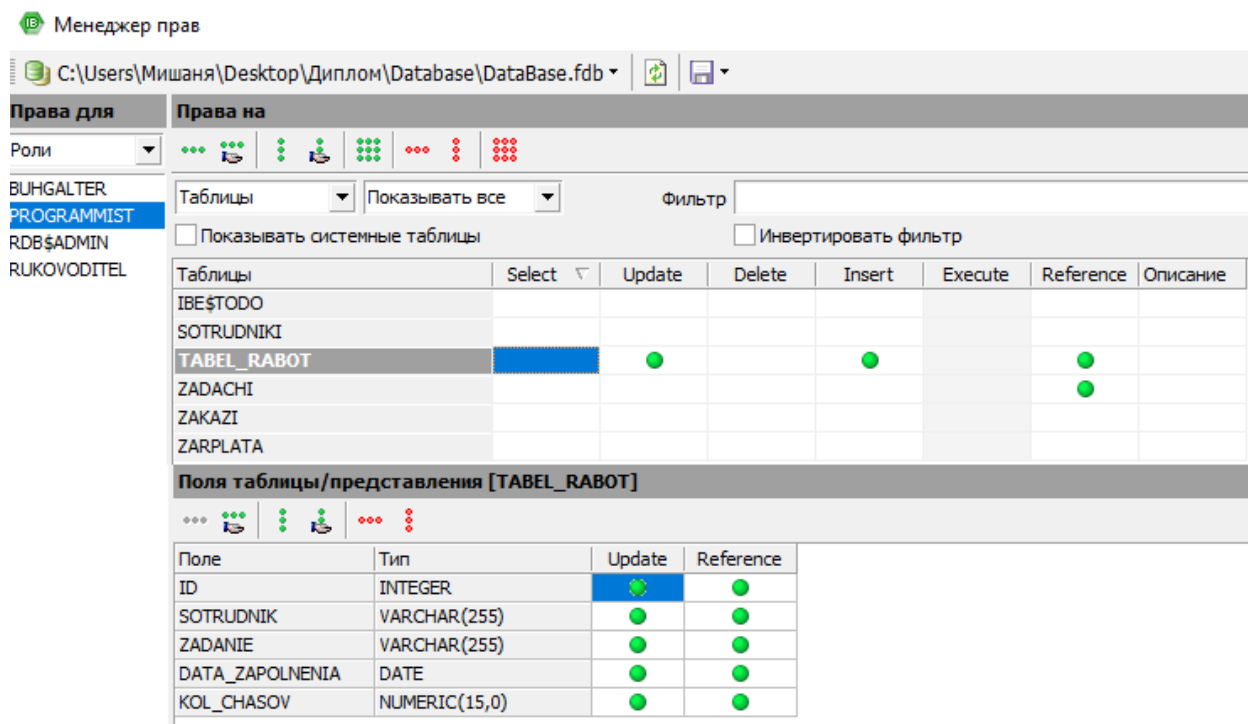 Менеджер прав
C:\Users\Мишаня\Desktop\Диплом\Database\DataBase.fdb
Права для
Права на
Роли
BUHGALTER
PROGRAMMIST
RDB$ADMIN
RUKOVODITEL
Таблицы Показывать все Фильтр
Показывать системные таблицы Инвертировать фильтр
Таблицы Select Update Delete Insert Execute Reference Описание
IBE$TODO
SOTRUDNIKI
TABEL_RABOT
ZADACHI
ZAKAZI
ZARPLATA
Поля таблицы/представления [TABEL_RABOT]
Поле Тип Update Reference
ID INTEGER
SOTRUDNIK VARCHAR(255)
ZADANIE VARCHAR(255)
DATA_ZAPOLNENIA DATE
KOL_CHASOV NUMERIC(15,0)